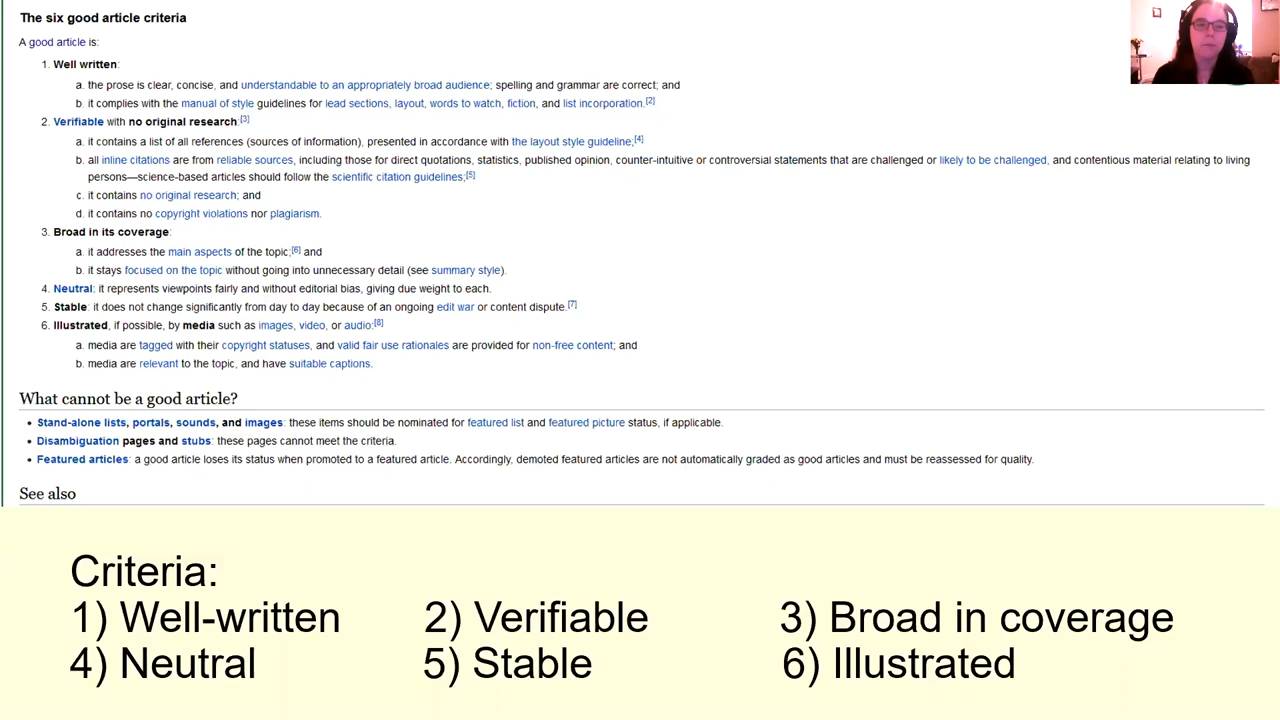 The six good article criteria
A good article is:
1. Well written:
a. the prose is clear, concise, and understandable to an appropriately broad audience; spelling and grammar are correct; and
b. it complies with the manual of style guidelines for lead sections, layout, words to watch, fiction, and list incorporation.[2]
2. Verifiable with no original research:[3]
a. it contains a list of all references (sources of information), presented in accordance with the layout style guideline;[4]
b. all inline citations are from reliable sources, including those for direct quotations, statistics, published opinion, counter-intuitive or controversial statements that are challenged or likely to be challenged, and contentious material relating to living
persons—science-based articles should follow the scientific citation guidelines;[5]
c. it contains no original research; and
d. it contains no copyright violations nor plagiarism.
3. Broad in its coverage:
a. it addresses the main aspects of the topic;[6] and
b. it stays focused on the topic without going into unnecessary detail (see summary style).
4. Neutral: it represents viewpoints fairly and without editorial bias, giving due weight to each.
5. Stable: it does not change significantly from day to day because of an ongoing edit war or content dispute.[7]
6. Illustrated, if possible, by media such as images, video, or audio:[8]
a. media are tagged with their copyright statuses, and valid fair use rationales are provided for non-free content; and
b. media are relevant to the topic, and have suitable captions.
What cannot be a good article?
• Stand-alone lists, portals, sounds, and images: these items should be nominated for featured list and featured picture status, if applicable.
• Disambiguation pages and stubs: these pages cannot meet the criteria.
• Featured articles: a good article loses its status when promoted to a featured article. Accordingly, demoted featured articles are not automatically graded as good articles and must be reassessed for quality.
See also
Criteria:
1) Well-written 2) Verifiable 3) Broad in coverage
4) Neutral 5) Stable 6) Illustrated